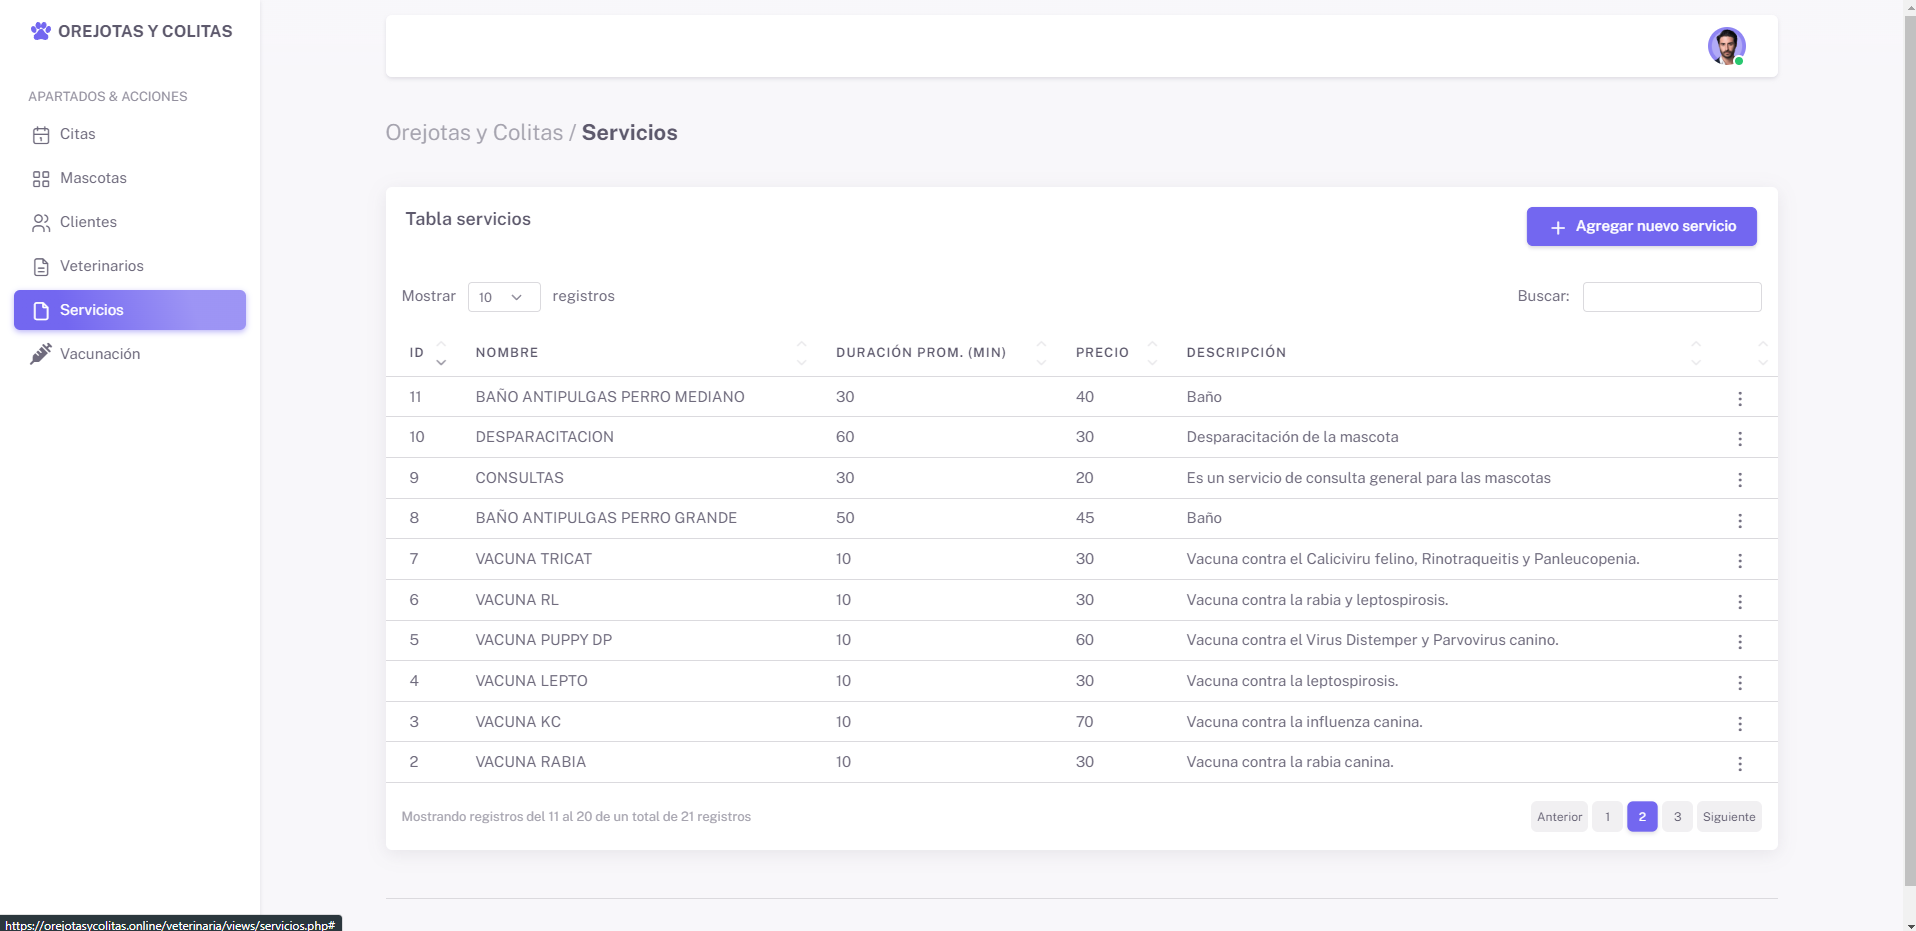 OREJOTAS Y COLITAS
APARTADOS & ACCIONES
Citas
Mascotas
Clientes
Veterinarios
Servicios
Vacunación
Orejotas y Colitas / Servicios
Tabla servicios
Agregar nuevo servicio
Mostrar 10 registros
Buscar:
ID NOMBRE DURACIÓN PROM. (MIN) PRECIO DESCRIPCIÓN
11 BAÑO ANTIPULGAS PERRO MEDIANO 30 40 Baño
10 DESPARACITACION 60 30 Desparacitación de la mascota
9 CONSULTAS 30 20 Es un servicio de consulta general para las mascotas
8 BAÑO ANTIPULGAS PERRO GRANDE 50 45 Baño
7 VACUNA TRICAT 10 30 Vacuna contra el Caliciviru felino, Rinotraqueitis y Panleucopenia.
6 VACUNA RL 10 30 Vacuna contra la rabia y leptospirosis.
5 VACUNA PUPPY DP 10 60 Vacuna contra el Virus Distemper y Parvovirus canino.
4 VACUNA LEPTO 10 30 Vacuna contra la leptospirosis.
3 VACUNA KC 10 70 Vacuna contra la influenza canina.
2 VACUNA RABIA 10 30 Vacuna contra la rabia canina.
Mostrando registros del 11 al 20 de un total de 21 registros
Anterior 1 2 3 Siguiente
https://orejotasycolitas.online/veterinaria/views/servicios.php#